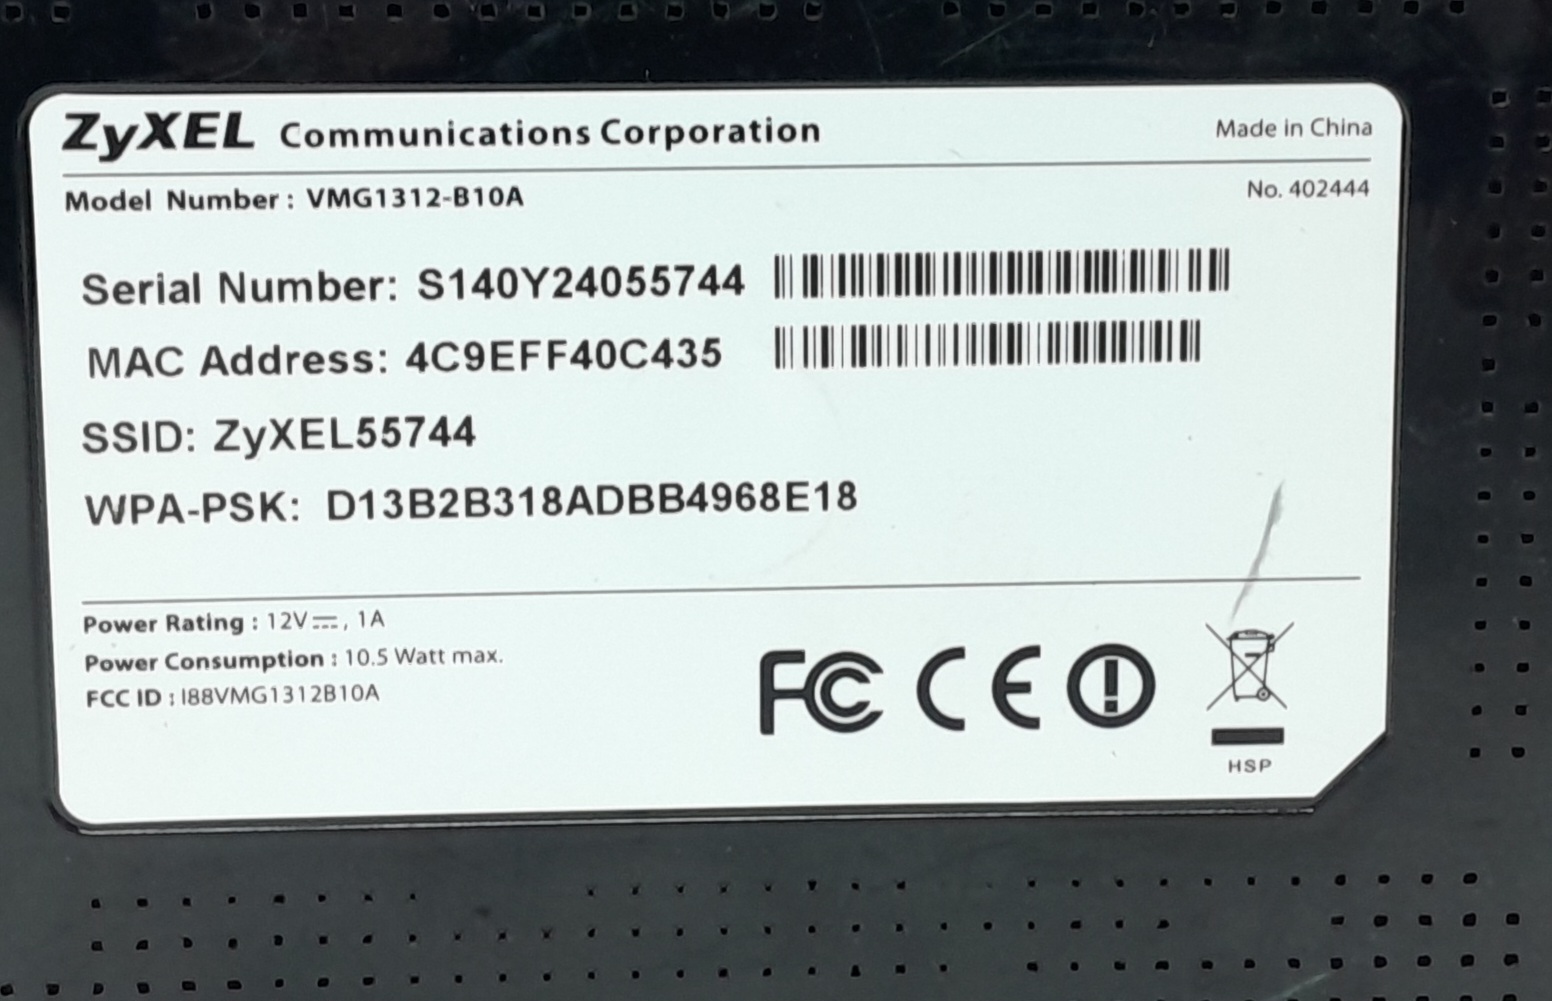 ZyXEL Communications Corporation Made in China
Model Number : VMG1312-B10A No. 402444
Serial Number: S140Y24055744
MAC Address: 4C9EFF40C435
SSID: ZyXEL55744
WPA-PSK: D13B2B318ADBB4968E18
Power Rating : 12V⎓, 1A
Power Consumption : 10.5 Watt max.
FCC ID : I88VMG1312B10A
FC CE
HSP